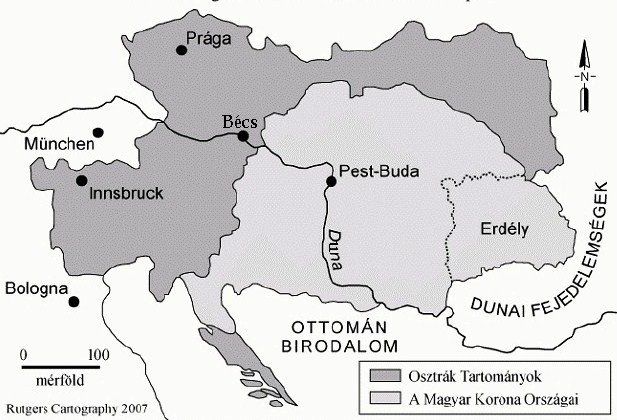 Prága
Bécs
München
Innsbruck
Pest-Buda
Erdély
Duna
Bologna
DUNAI FEJEDELEMSÉGEK
OTTOMÁN
BIRODALOM
N
0 100
mérföld
Osztrák Tartományok
A Magyar Korona Országai
Rutgers Cartography 2007